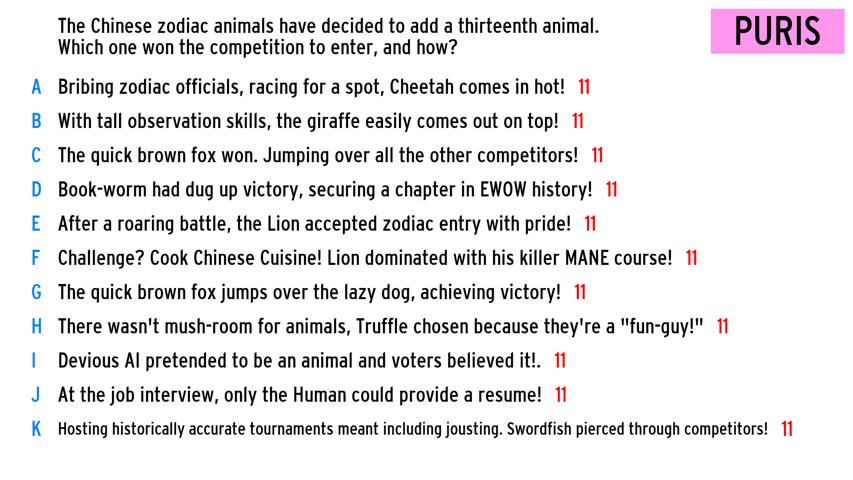 The Chinese zodiac animals have decided to add a thirteenth animal.
Which one won the competition to enter, and how?
PURIS
A Bribing zodiac officials, racing for a spot, Cheetah comes in hot! 11
B With tall observation skills, the giraffe easily comes out on top! 11
C The quick brown fox won. Jumping over all the other competitors! 11
D Book-worm had dug up victory, securing a chapter in EWOW history! 11
E After a roaring battle, the Lion accepted zodiac entry with pride! 11
F Challenge? Cook Chinese Cuisine! Lion dominated with his killer MANE course! 11
G The quick brown fox jumps over the lazy dog, achieving victory! 11
H There wasn't mush-room for animals, Truffle chosen because they're a "fun-guy!" 11
I Devious AI pretended to be an animal and voters believed it!. 11
J At the job interview, only the Human could provide a resume! 11
K Hosting historically accurate tournaments meant including jousting. Swordfish pierced through competitors! 11